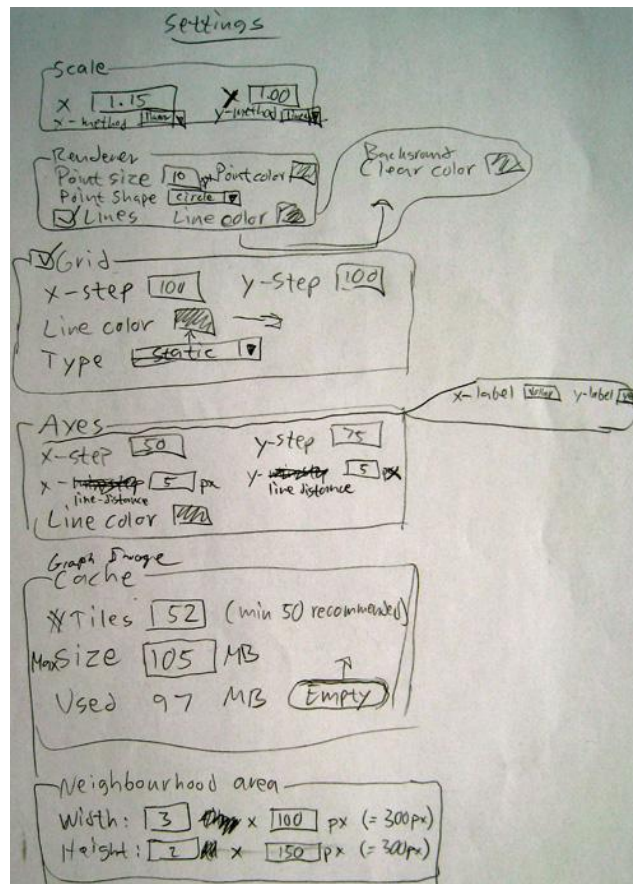 Settings
Scale
X 1.15 Y 1.00
x-method linear y-method linear
Renderer
Point size 10 px Point color
Point shape circle
Lines Line color
Background
Clear color
Grid
x-step 100 y-step 100
Line color
Type static
x-label y-label
Axes
x-step 50 y-step 75
x- 5 px y- 5 px
line-distance line distance
Line color
Graph Image
Cache
# Tiles 52 (min 50 recommended)
Max Size 105 MB
Used 97 MB Empty
Neighbourhood area
Width: 3 x 100 px (= 300px)
Height: 2 x 150 px (= 300px)